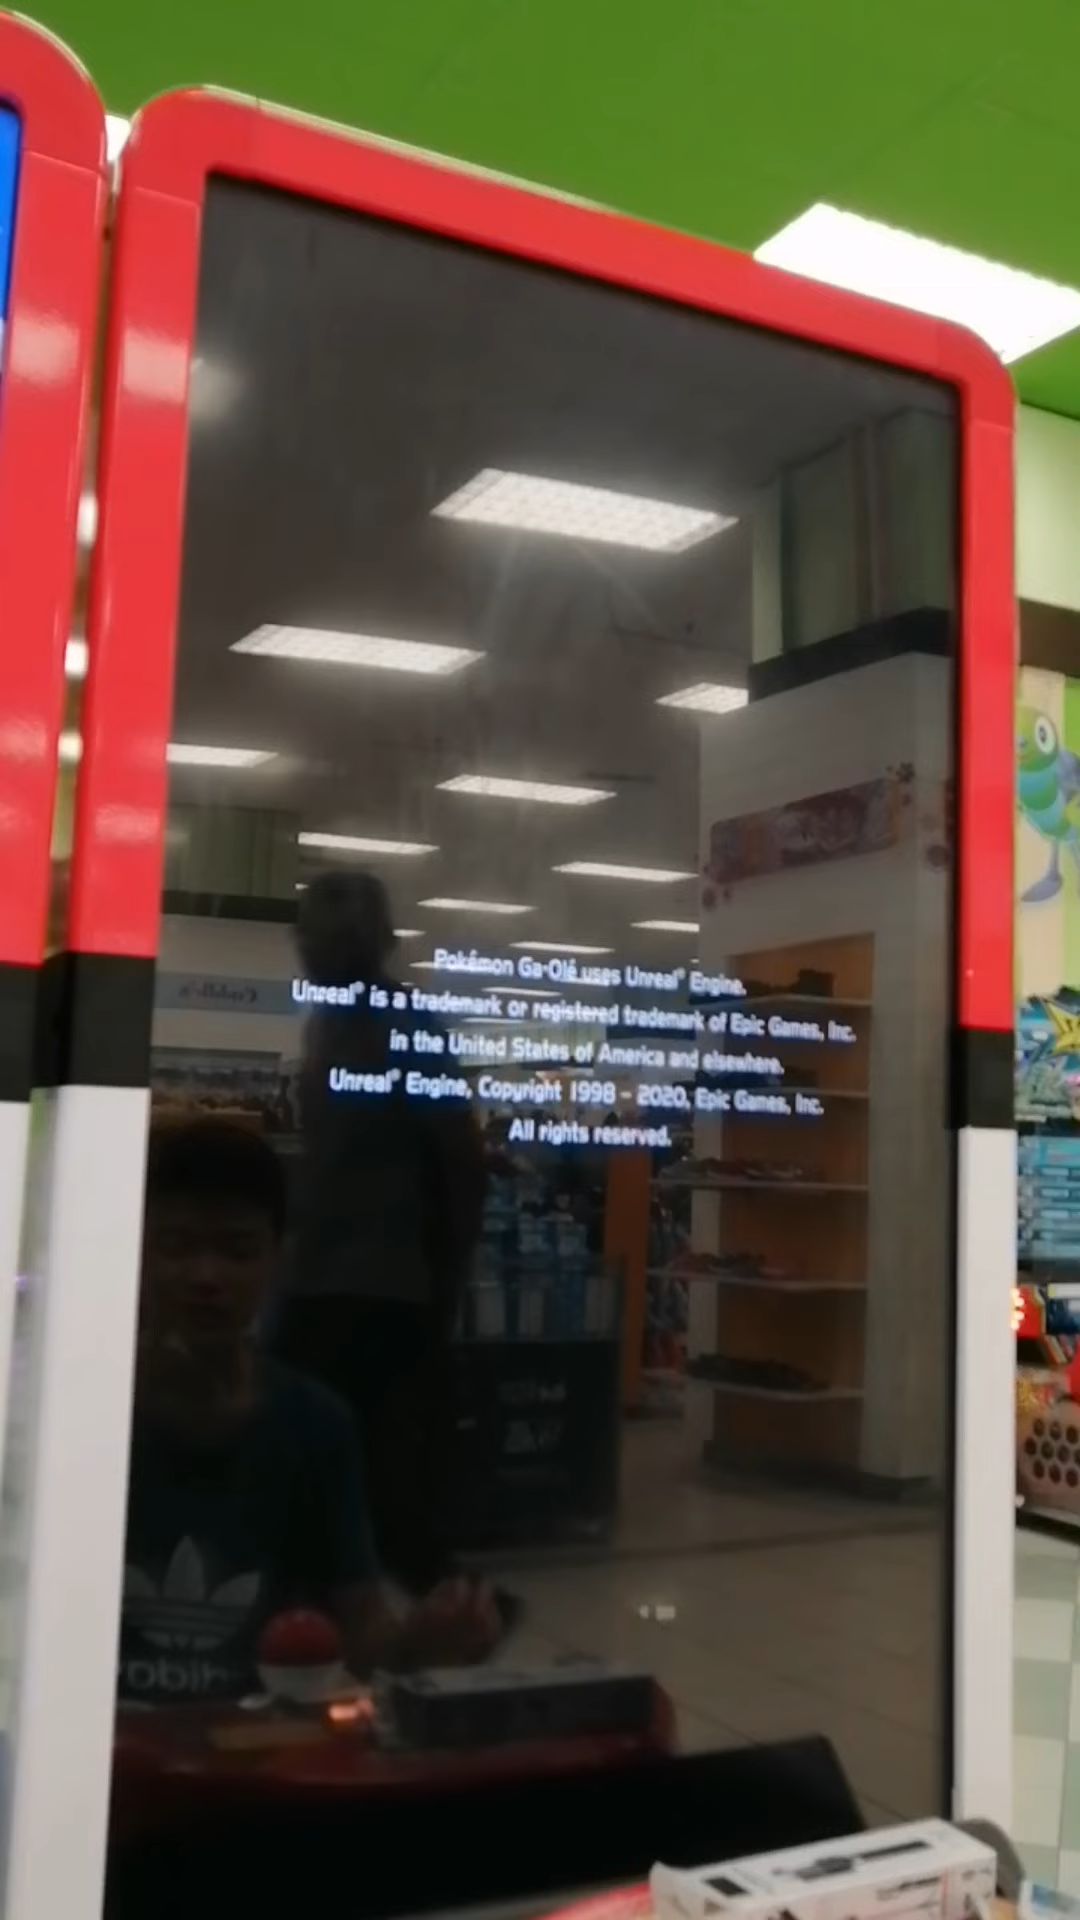 Pokémon Ga-Olé uses Unreal® Engine.
Unreal® is a trademark or registered trademark of Epic Games, Inc.
in the United States of America and elsewhere.
Unreal® Engine, Copyright 1998 – 2020, Epic Games, Inc.
All rights reserved.